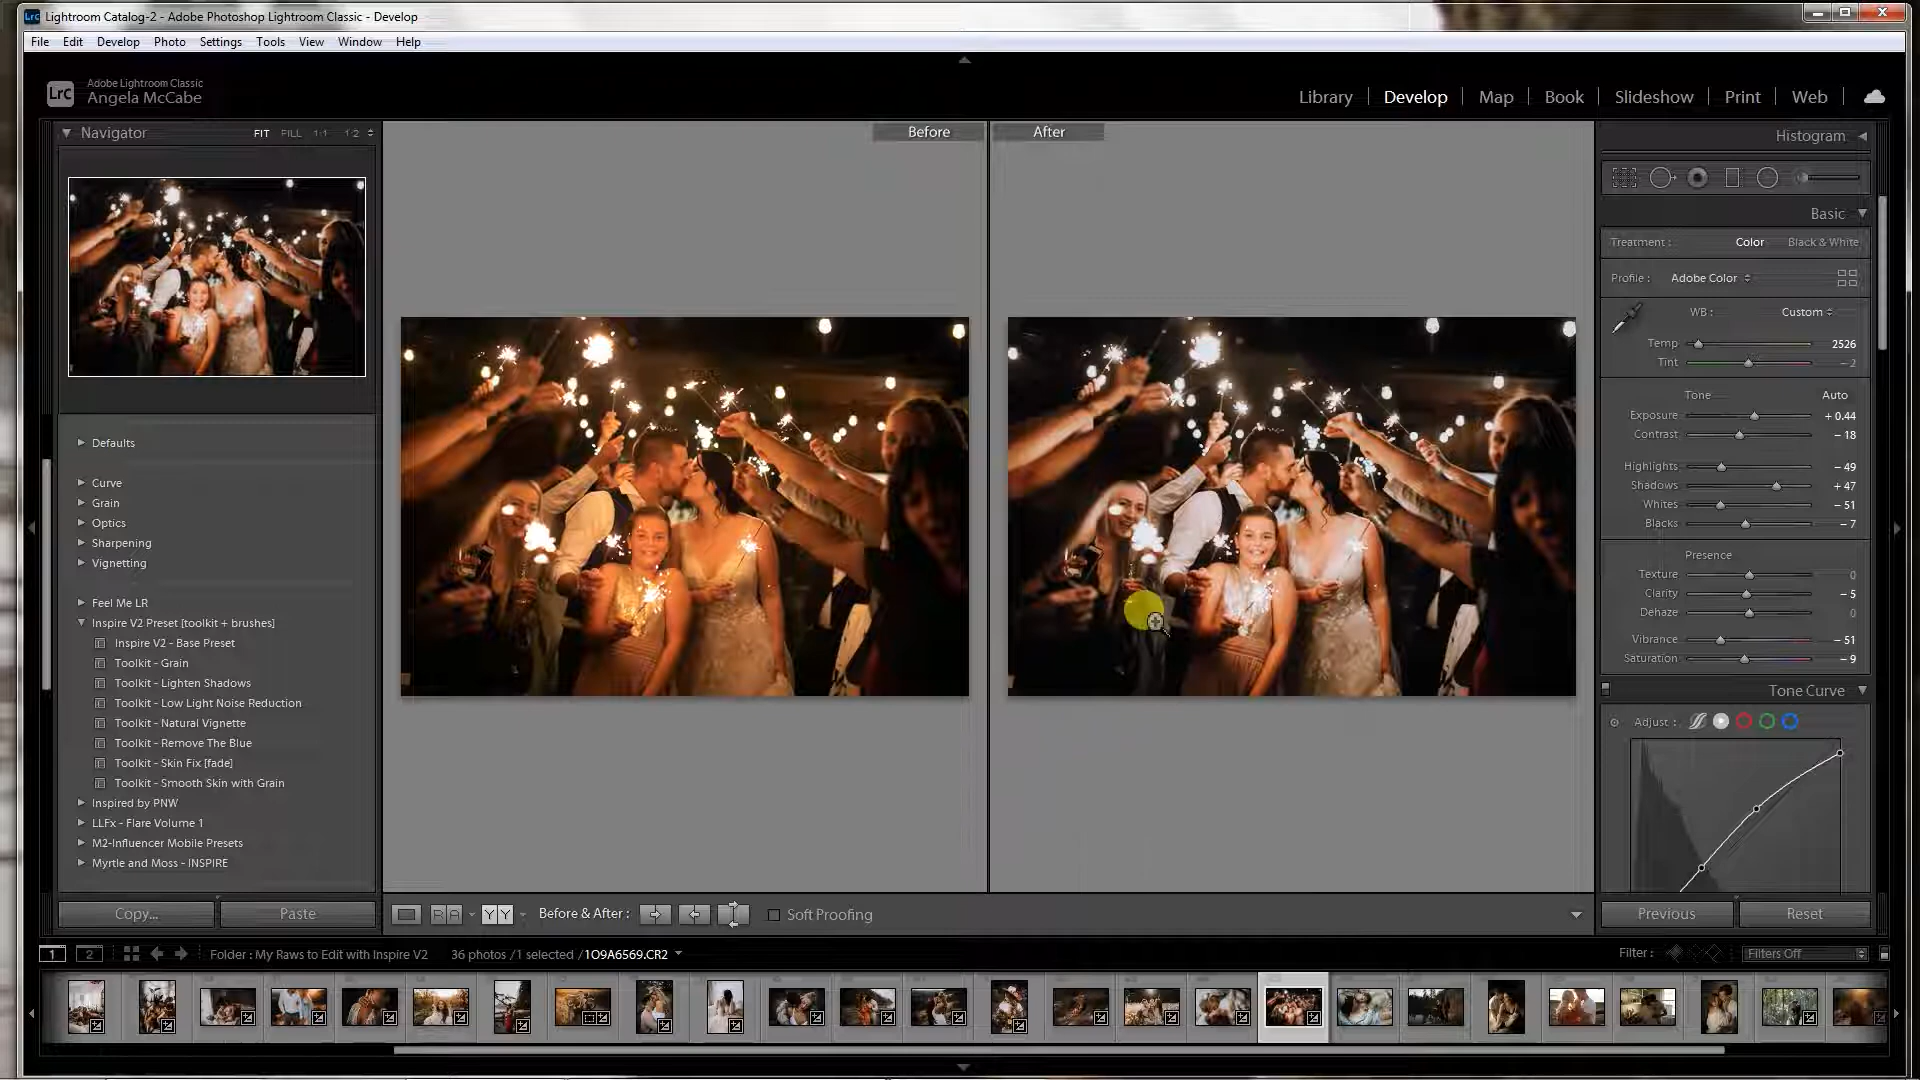 Lightroom Catalog-2 - Adobe Photoshop Lightroom Classic - Develop
File Edit Develop Photo Settings Tools View Window Help
Lrc
Adobe Lightroom Classic
Angela McCabe
Library Develop Map Book Slideshow Print Web
Navigator FIT FILL 1:1 1:2
Before
After
Histogram
Basic
Treatment : Color Black & White
Profile : Adobe Color
WB : Custom
Temp 2526
Tint - 2
Tone Auto
Exposure + 0.44
Contrast - 18
Highlights - 49
Shadows + 47
Whites - 51
Blacks - 7
Presence
Texture 0
Clarity - 5
Dehaze 0
Vibrance - 51
Saturation - 9
Tone Curve
Adjust :
Defaults
Curve
Grain
Optics
Sharpening
Vignetting
Feel Me LR
Inspire V2 Preset [toolkit + brushes]
Inspire V2 - Base Preset
Toolkit - Grain
Toolkit - Lighten Shadows
Toolkit - Low Light Noise Reduction
Toolkit - Natural Vignette
Toolkit - Remove The Blue
Toolkit - Skin Fix [fade]
Toolkit - Smooth Skin with Grain
Inspired by PNW
LLFx - Flare Volume 1
M2-Influencer Mobile Presets
Myrtle and Moss - INSPIRE
Copy... Paste
R A Y Y Before & After : Soft Proofing
Previous Reset
1 2 Folder : My Raws to Edit with Inspire V2 36 photos / 1 selected / 1O9A6569.CR2
Filter : Filters Off